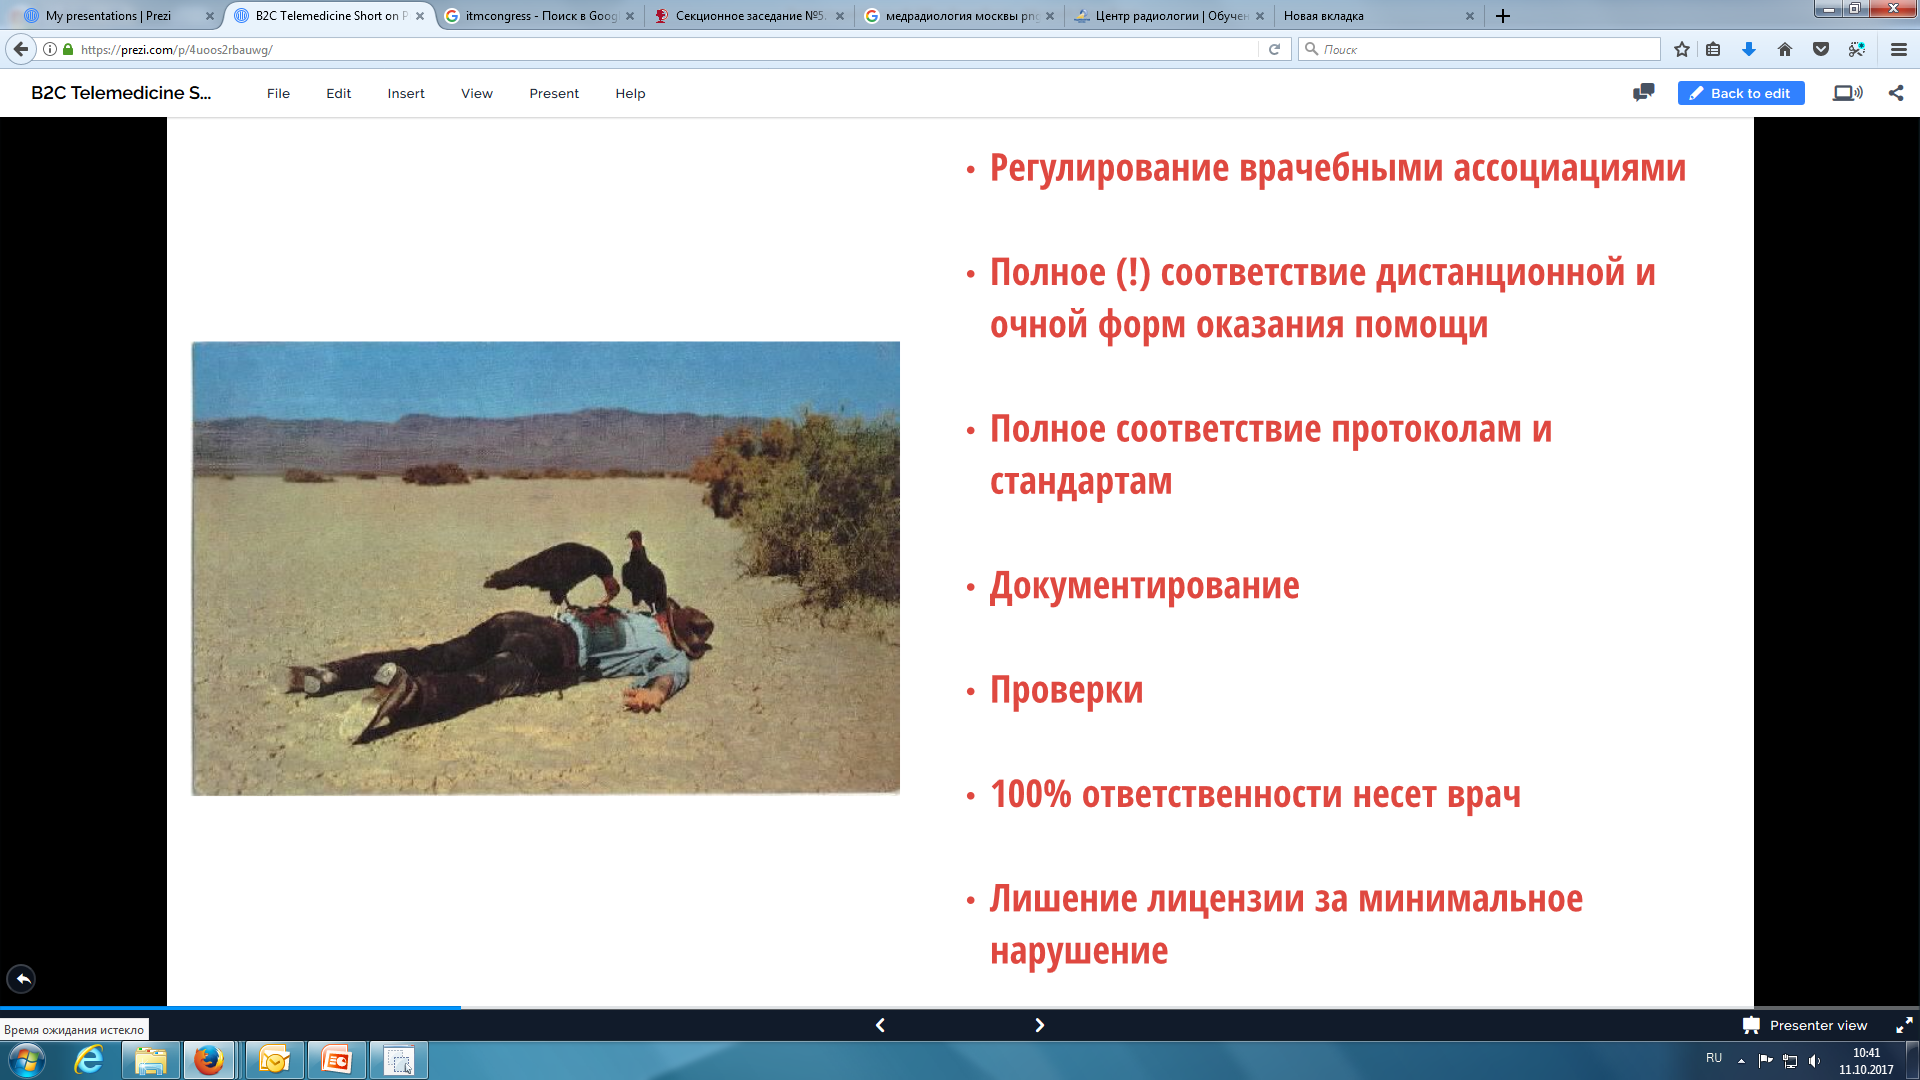 My presentations | Prezi
B2C Telemedicine Short on P
itmcongress - Поиск в Goog
Секционное заседание №5.
медрадиология москвы png
Центр радиологии | Обучен
Новая вкладка
https://prezi.com/p/4uoos2rbauwg/
Поиск
B2C Telemedicine S...
File
Edit
Insert
View
Present
Help
Back to edit
• Регулирование врачебными ассоциациями
• Полное (!) соответствие дистанционной и
очной форм оказания помощи
• Полное соответствие протоколам и
стандартам
• Документирование
• Проверки
• 100% ответственности несет врач
• Лишение лицензии за минимальное
нарушение
Время ожидания истекло
Presenter view
RU
10:41
11.10.2017